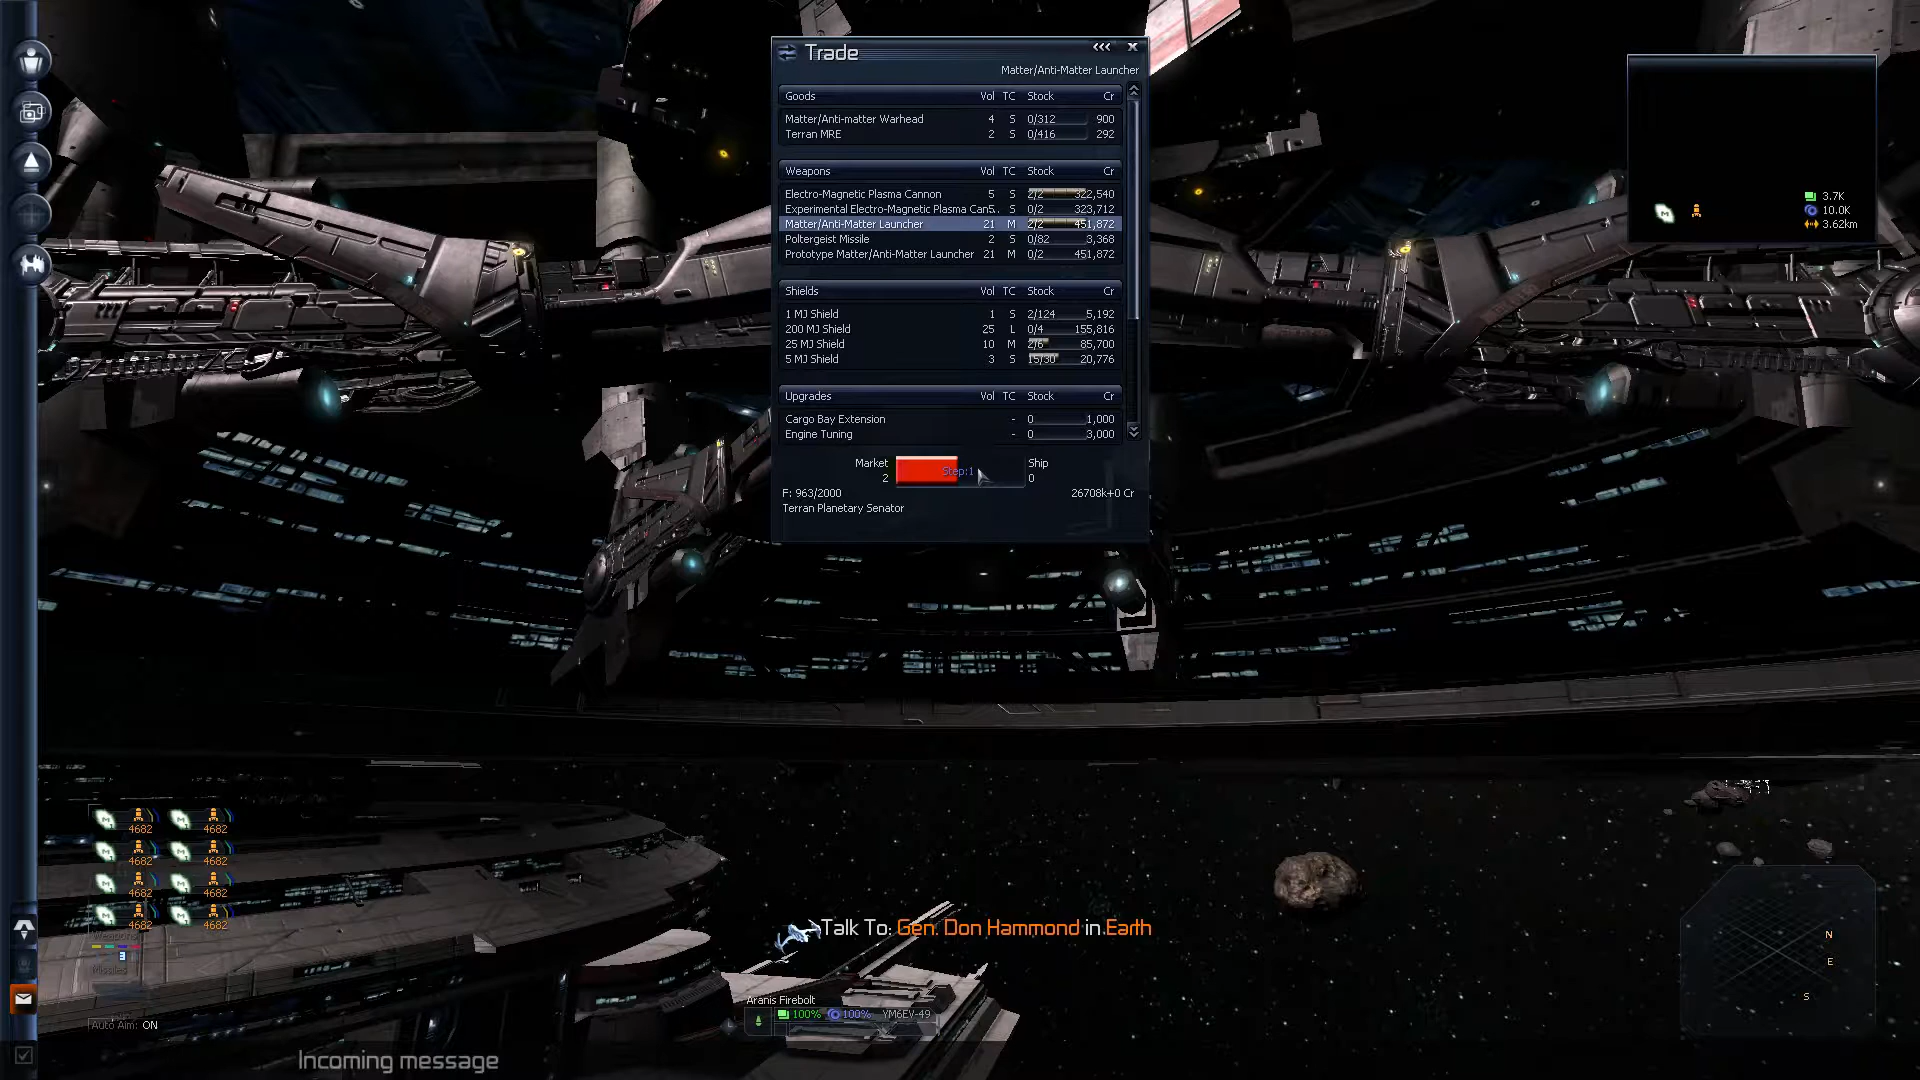 Trade
Matter/Anti-Matter Launcher
Goods Vol TC Stock Cr
Matter/Anti-matter Warhead 4 S 0/312 900
Terran MRE 2 S 0/416 292
Weapons Vol TC Stock Cr
Electro-Magnetic Plasma Cannon 5 S 2/2 322,540
Experimental Electro-Magnetic Plasma Can... 5 S 0/2 323,712
Matter/Anti-Matter Launcher 21 M 2/2 451,872
Poltergeist Missile 2 S 0/82 3,368
Prototype Matter/Anti-Matter Launcher 21 M 0/2 451,872
Shields Vol TC Stock Cr
1 MJ Shield 1 S 2/124 5,192
200 MJ Shield 25 L 0/4 155,816
25 MJ Shield 10 M 2/6 85,700
5 MJ Shield 3 S 15/30 20,776
Upgrades Vol TC Stock Cr
Cargo Bay Extension - 0 1,000
Engine Tuning - 0 3,000
Market Ship
2 Step:1 0
F: 963/2000 26708k+0 Cr
Terran Planetary Senator
M 3.7K
10.0K
3.62km
M 4682 M 4682
M 4682 M 4682
M 4682 M 4682
M 4682 M 4682
Weapons
3
Missiles
Auto Aim: ON
Talk To: Gen. Don Hammond in Earth
Aranis Firebolt
100% 100% YM6EV-49
N
E
S
Incoming message